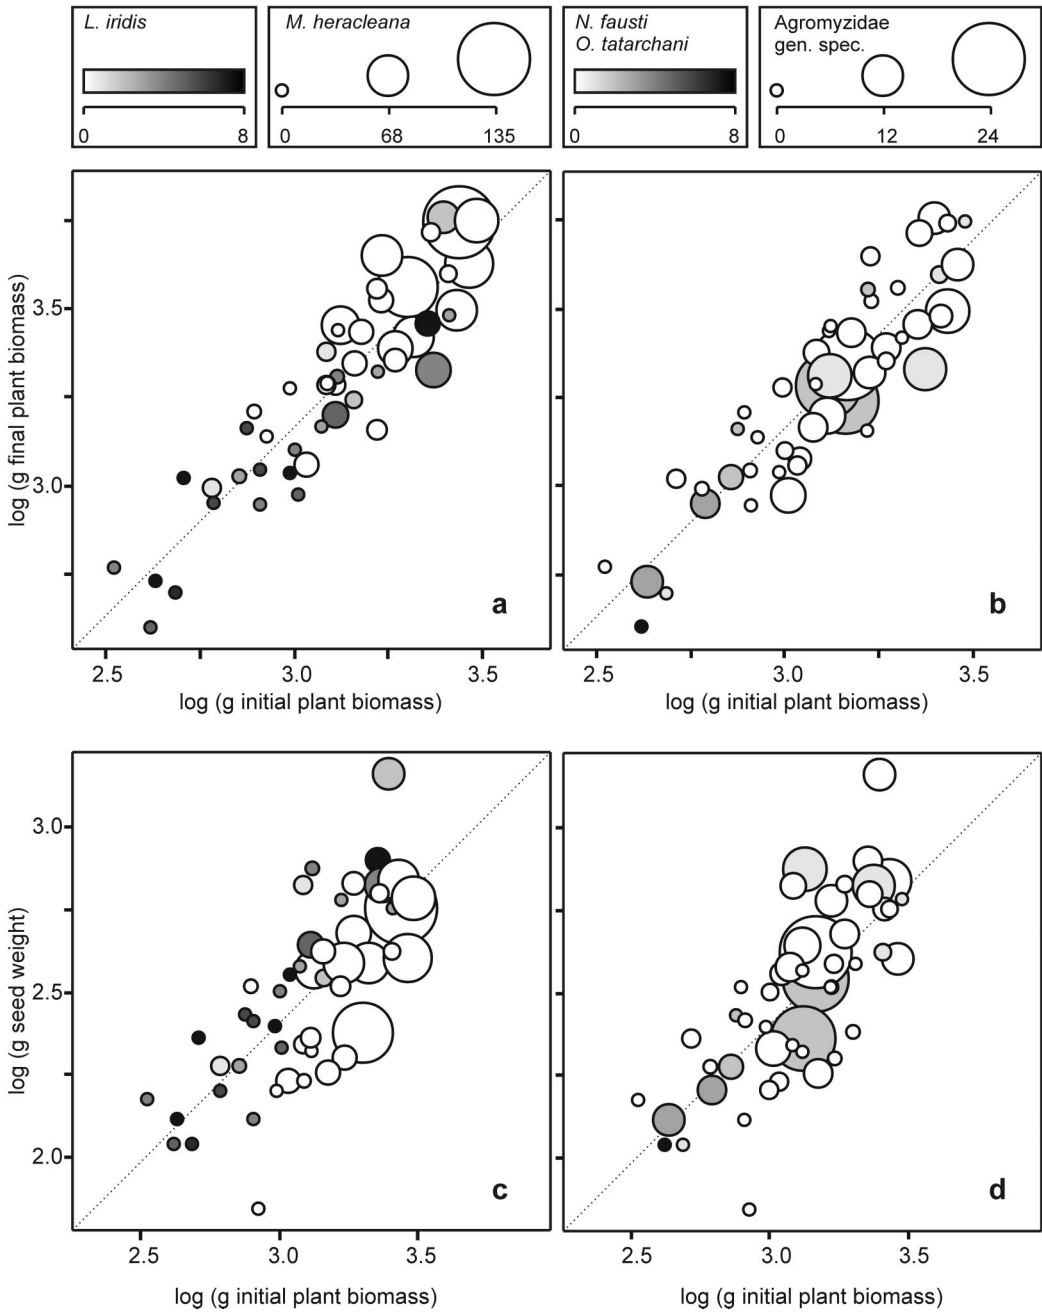 L. iridis
0 8
M. heracleana
0 68 135
N. fausti
O. tatarchani
0 8
Agromyzidae
gen. spec.
0 12 24
log (g final plant biomass)
3.5
3.0
a
2.5 3.0 3.5
log (g initial plant biomass)
b
2.5 3.0 3.5
log (g initial plant biomass)
log (g seed weight)
3.0
2.5
2.0
c
2.5 3.0 3.5
log (g initial plant biomass)
d
2.5 3.0 3.5
log (g initial plant biomass)